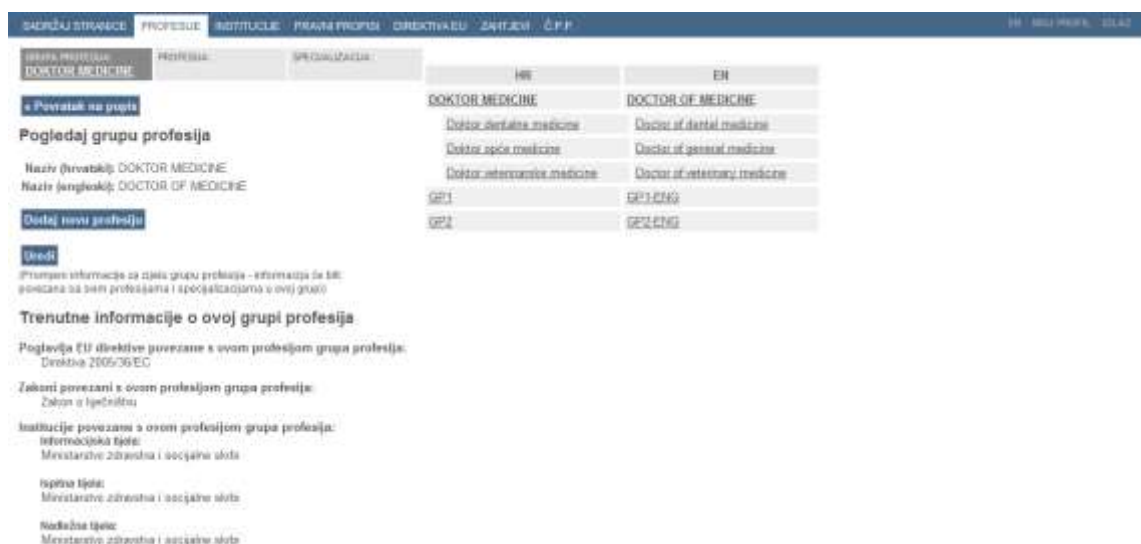 SADRŽAJ STRANICE PROFESIJE INSTITUCIJE PRAVNI PROPISI DIREKTIVA EU ZAHTJEVI Č.P.P.
EN MOJ PROFIL IZLAZ
GRUPA PROFESIJA: PROFESIJA: SPECIJALIZACIJA:
DOKTOR MEDICINE
« Povratak na popis
Pogledaj grupu profesija
Naziv (hrvatski): DOKTOR MEDICINE
Naziv (engleski): DOCTOR OF MEDICINE
Dodaj novu profesiju
Uredi
(Promjeni informacije za cijelu grupu profesija - informacija će biti
povezana sa svim profesijama i specijalizacijama u ovoj grupi)
Trenutne informacije o ovoj grupi profesija
Poglavlja EU direktive povezane s ovom profesijom grupa profesija:
Direktiva 2005/36/EC
Zakoni povezani s ovom profesijom grupa profesija:
Zakon o liječništvu
Institucije povezane s ovom profesijom grupa profesija:
Informacijska tijela:
Ministarstvo zdravstva i socijalne skrbi
Ispitna tijela:
Ministarstvo zdravstva i socijalne skrbi
Nadležna tijela:
Ministarstvo zdravstva i socijalne skrbi
HR EN
DOKTOR MEDICINE DOCTOR OF MEDICINE
Doktor dentalne medicine Doctor of dental medicine
Doktor opće medicine Doctor of general medicine
Doktor veterinarske medicine Doctor of veterinary medicine
GP1 GP1-ENG
GP2 GP2-ENG